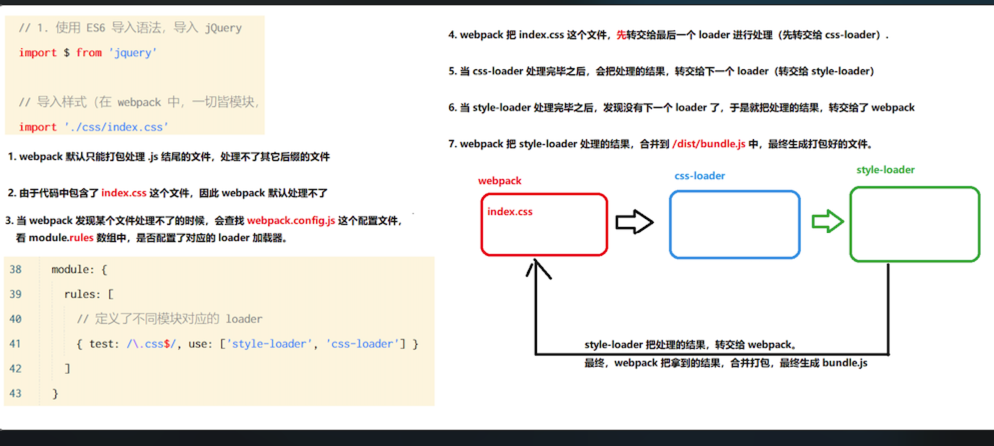 // 1. 使用 ES6 导入语法，导入 jQuery
import $ from 'jquery'
// 导入样式（在 webpack 中，一切皆模块，
import './css/index.css'
1. webpack 默认只能打包处理 .js 结尾的文件，处理不了其它后缀的文件
2. 由于代码中包含了 index.css 这个文件，因此 webpack 默认处理不了
3. 当 webpack 发现某个文件处理不了的时候，会查找 webpack.config.js 这个配置文件，
看 module.rules 数组中，是否配置了对应的 loader 加载器。
38 module: {
39 rules: [
40 // 定义了不同模块对应的 loader
41 { test: /\.css$/, use: ['style-loader', 'css-loader'] }
42 ]
43 }
4. webpack 把 index.css 这个文件，先转交给最后一个 loader 进行处理（先转交给 css-loader）.
5. 当 css-loader 处理完毕之后，会把处理的结果，转交给下一个 loader（转交给 style-loader）
6. 当 style-loader 处理完毕之后，发现没有下一个 loader 了，于是就把处理的结果，转交给了 webpack
7. webpack 把 style-loader 处理的结果，合并到 /dist/bundle.js 中，最终生成打包好的文件。
webpack
css-loader
style-loader
index.css
style-loader 把处理的结果，转交给 webpack。
最终，webpack 把拿到的结果，合并打包，最终生成 bundle.js